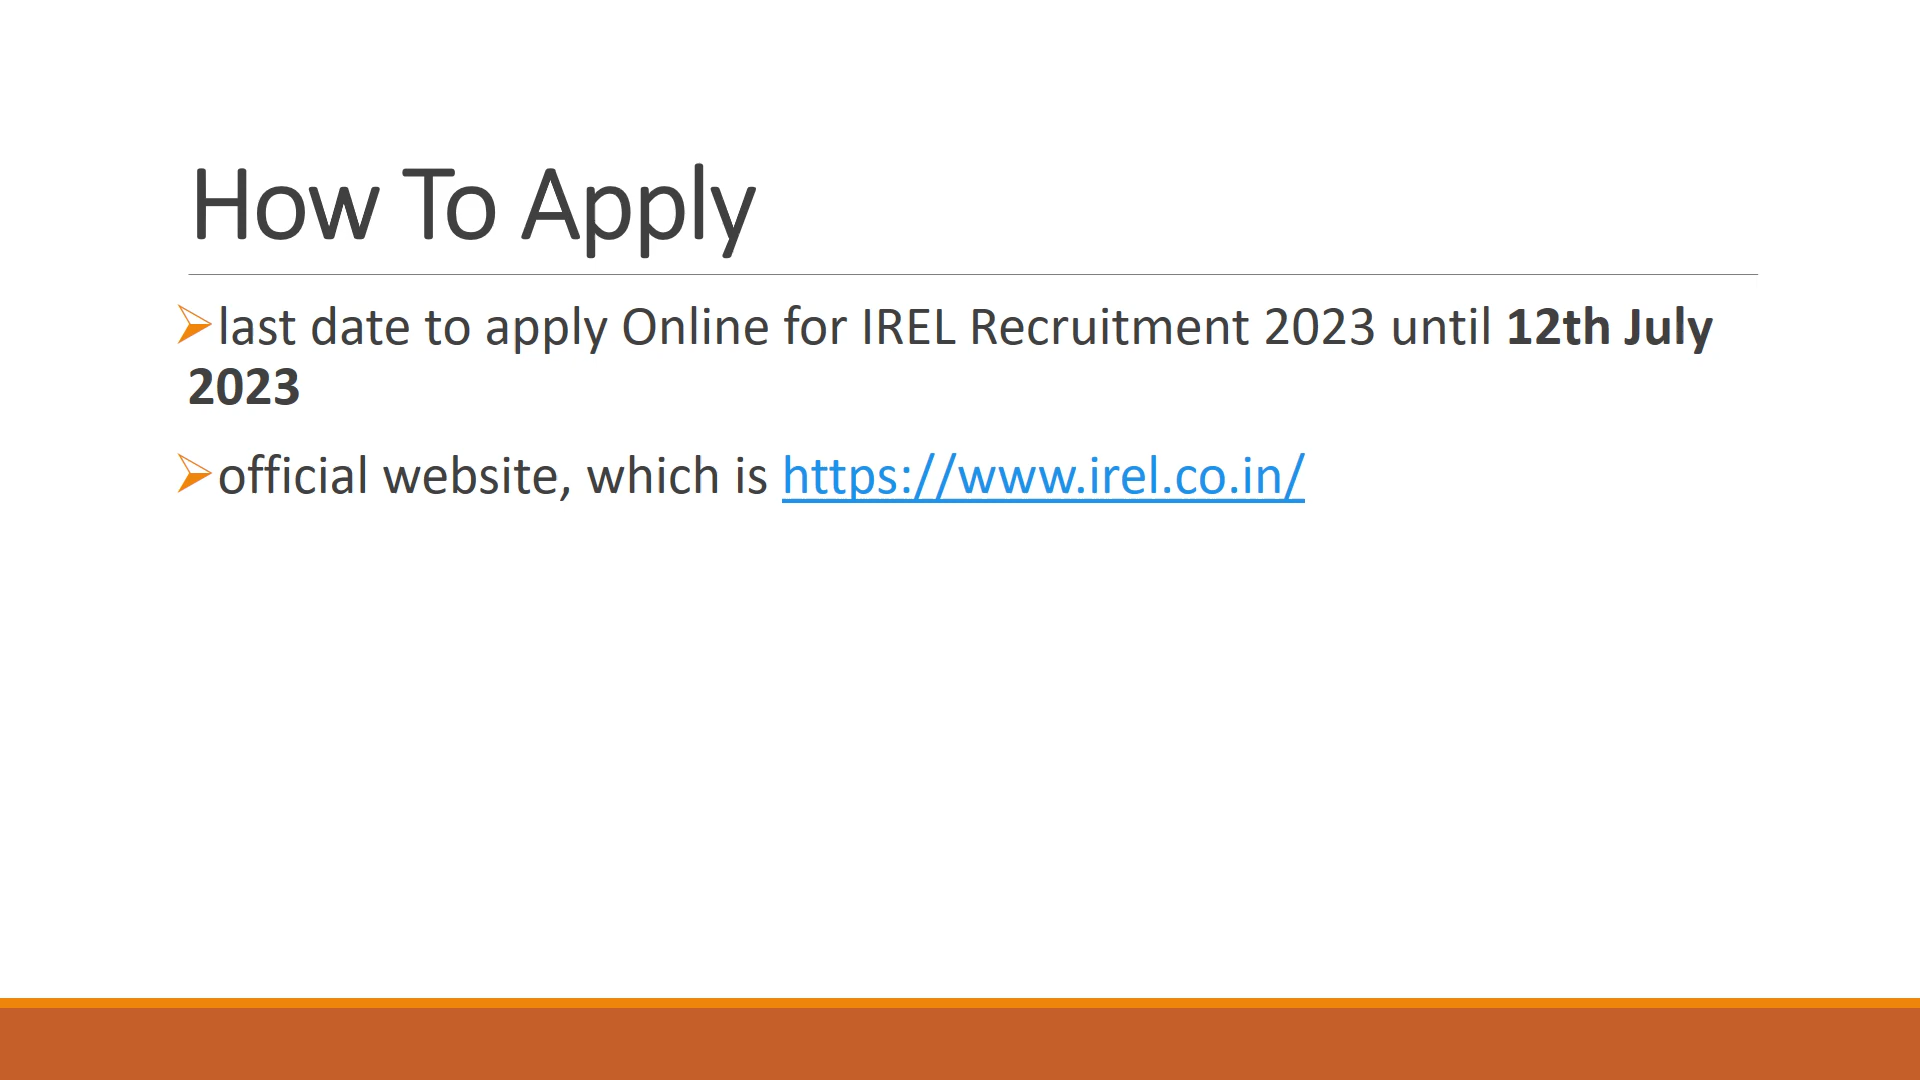 How To Apply
last date to apply Online for IREL Recruitment 2023 until 12th July
2023
official website, which is https://www.irel.co.in/